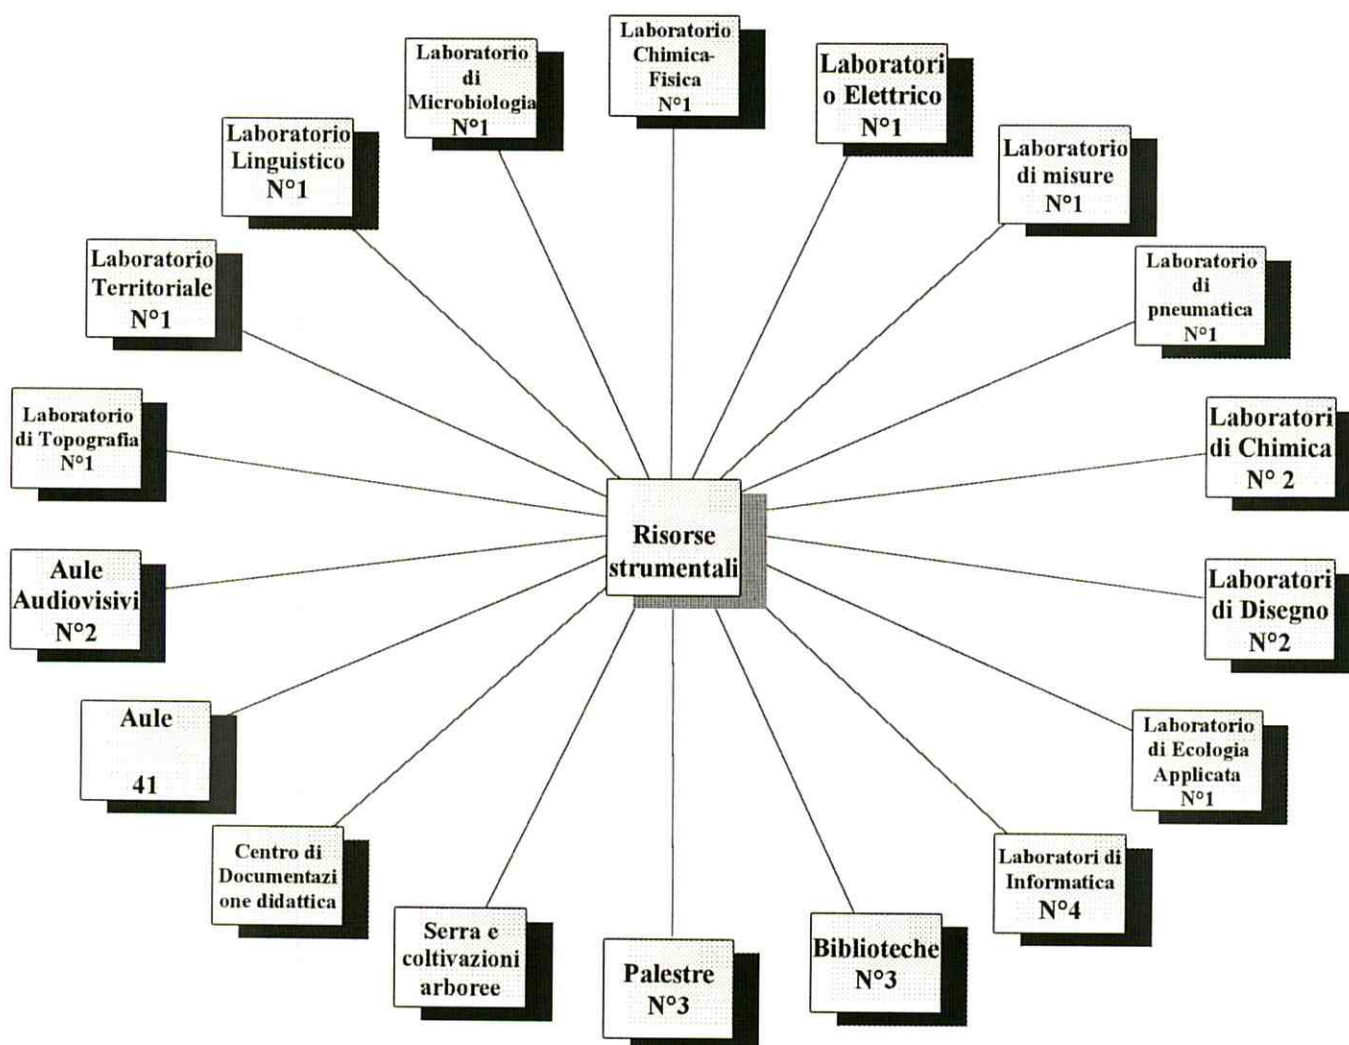 Laboratorio
Chimica-
Fisica
N°1
Laboratori
o Elettrico
N°1
Laboratorio
di misure
N°1
Laboratorio
di
pneumatica
N°1
Laboratori
di Chimica
N° 2
Laboratori
di Disegno
N°2
Laboratorio
di Ecologia
Applicata
N°1
Laboratori di
Informatica
N°4
Biblioteche
N°3
Palestre
N°3
Serra e
coltivazioni
arboree
Centro di
Documentazi
one didattica
Aule
41
Aule
Audiovisivi
N°2
Laboratorio
di Topografia
N°1
Laboratorio
Territoriale
N°1
Laboratorio
Linguistico
N°1
Laboratorio
di
Microbiologia
N°1
Risorse
strumentali